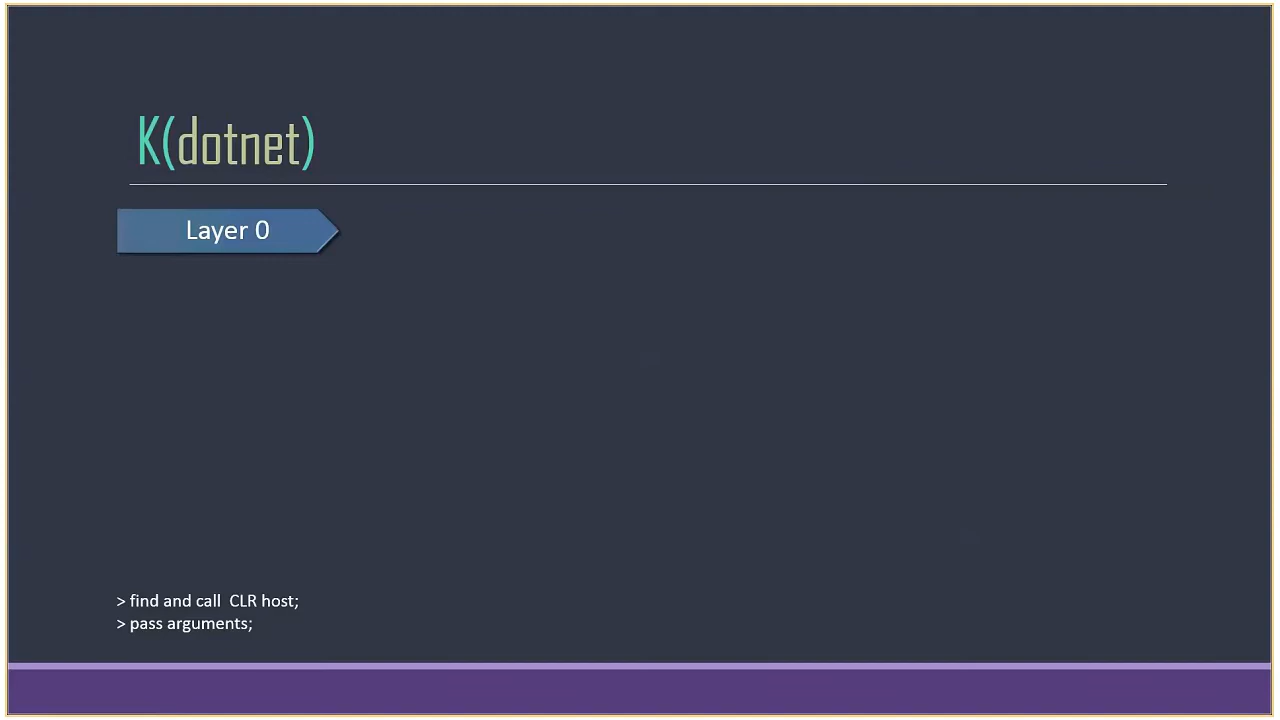 K(dotnet)
Layer 0
> find and call  CLR host;
> pass arguments;